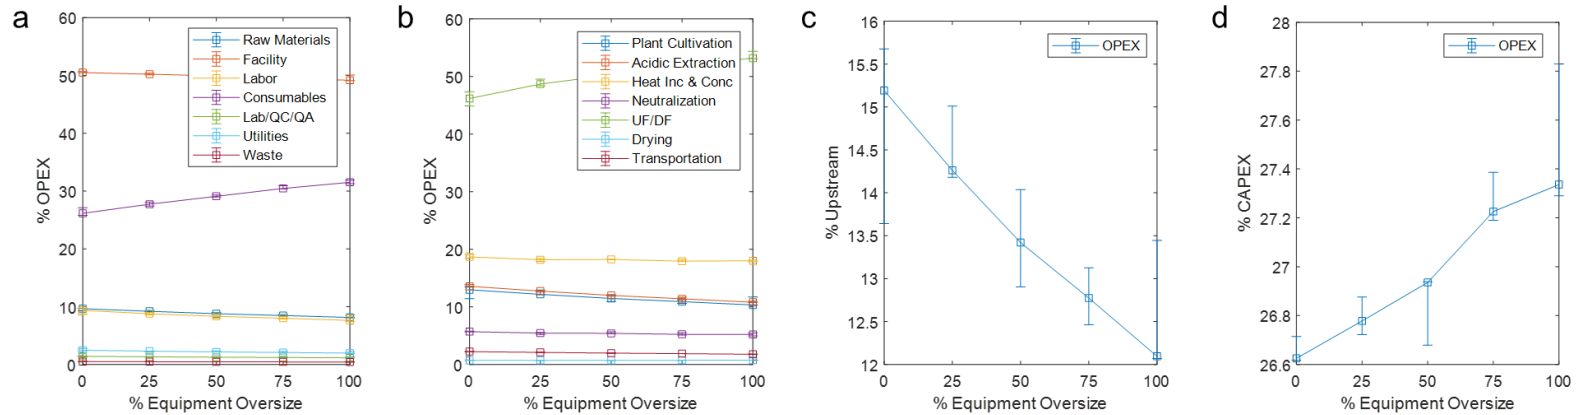 a
60
50
40
30
20
10
0
% OPEX
0 25 50 75 100
% Equipment Oversize
Raw Materials
Facility
Labor
Consumables
Lab/QC/QA
Utilities
Waste
b
60
50
40
30
20
10
0
% OPEX
0 25 50 75 100
% Equipment Oversize
Plant Cultivation
Acidic Extraction
Heat Inc & Conc
Neutralization
UF/DF
Drying
Transportation
c
16
15.5
15
14.5
14
13.5
13
12.5
12
% Upstream
0 25 50 75 100
% Equipment Oversize
OPEX
d
28
27.8
27.6
27.4
27.2
27
26.8
26.6
% CAPEX
0 25 50 75 100
% Equipment Oversize
OPEX